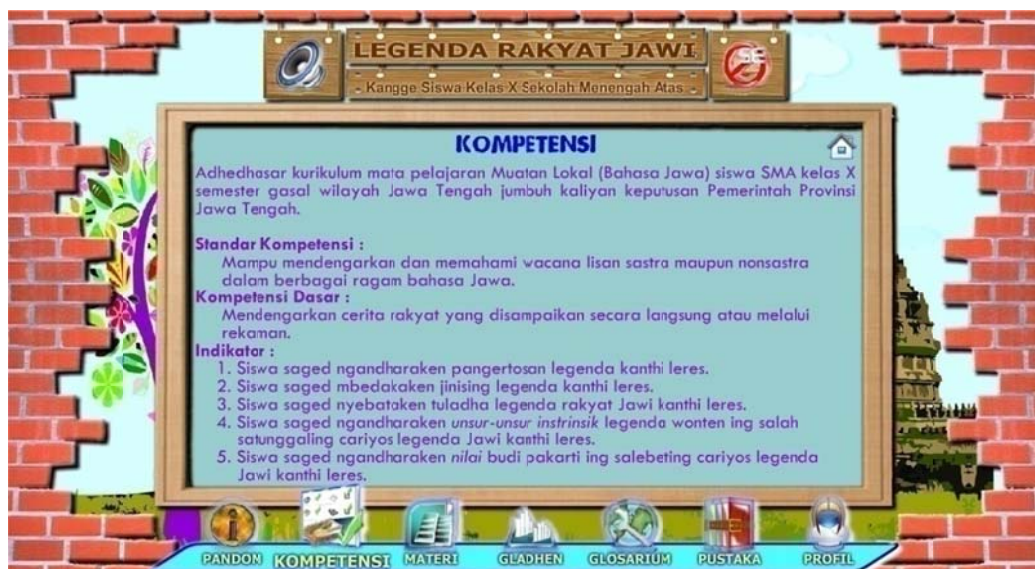 LEGENDA RAKYAT JAWI
Kangge Siswa Kelas X Sekolah Menengah Atas
SE
KOMPETENSI
Adhedhasar kurikulum mata pelajaran Muatan Lokal (Bahasa Jawa) siswa SMA kelas X
semester gasal wilayah Jawa Tengah jumbuh kaliyan keputusan Pemerintah Provinsi
Jawa Tengah.
Standar Kompetensi :
Mampu mendengarkan dan memahami wacana lisan sastra maupun nonsastra
dalam berbagai ragam bahasa Jawa.
Kompetensi Dasar :
Mendengarkan cerita rakyat yang disampaikan secara langsung atau melalui
rekaman.
Indikator :
1. Siswa saged ngandharaken pangertosan legenda kanthi leres.
2. Siswa saged mbedakaken jinising legenda kanthi leres.
3. Siswa saged nyebataken tuladha legenda rakyat Jawi kanthi leres.
4. Siswa saged ngandharaken unsur-unsur instrinsik legenda wonten ing salah
satunggaling cariyos legenda Jawi kanthi leres.
5. Siswa saged ngandharaken nilai budi pakarti ing salebeting cariyos legenda
Jawi kanthi leres.
PANDOM KOMPETENSI MATERI GLADHEN GLOSARIUM PUSTAKA PROFIL